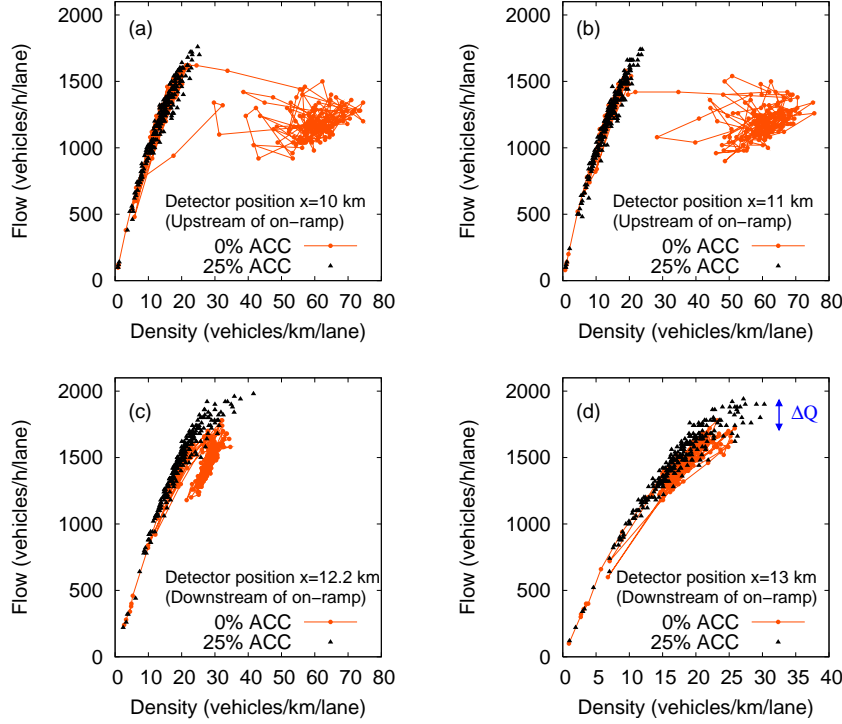 (a)
Flow (vehicles/h/lane)
2000
1500
1000
500
0
Detector position x=10 km
(Upstream of on−ramp)
0% ACC
25% ACC
0 10 20 30 40 50 60 70 80
Density (vehicles/km/lane)
(b)
Flow (vehicles/h/lane)
2000
1500
1000
500
0
Detector position x=11 km
(Upstream of on−ramp)
0% ACC
25% ACC
0 10 20 30 40 50 60 70 80
Density (vehicles/km/lane)
(c)
Flow (vehicles/h/lane)
2000
1500
1000
500
0
Detector position x=12.2 km
(Downstream of on−ramp)
0% ACC
25% ACC
0 10 20 30 40 50 60 70 80
Density (vehicles/km/lane)
(d)
ΔQ
Flow (vehicles/h/lane)
2000
1500
1000
500
0
Detector position x=13 km
(Downstream of on−ramp)
0% ACC
25% ACC
0 5 10 15 20 25 30 35 40
Density (vehicles/km/lane)